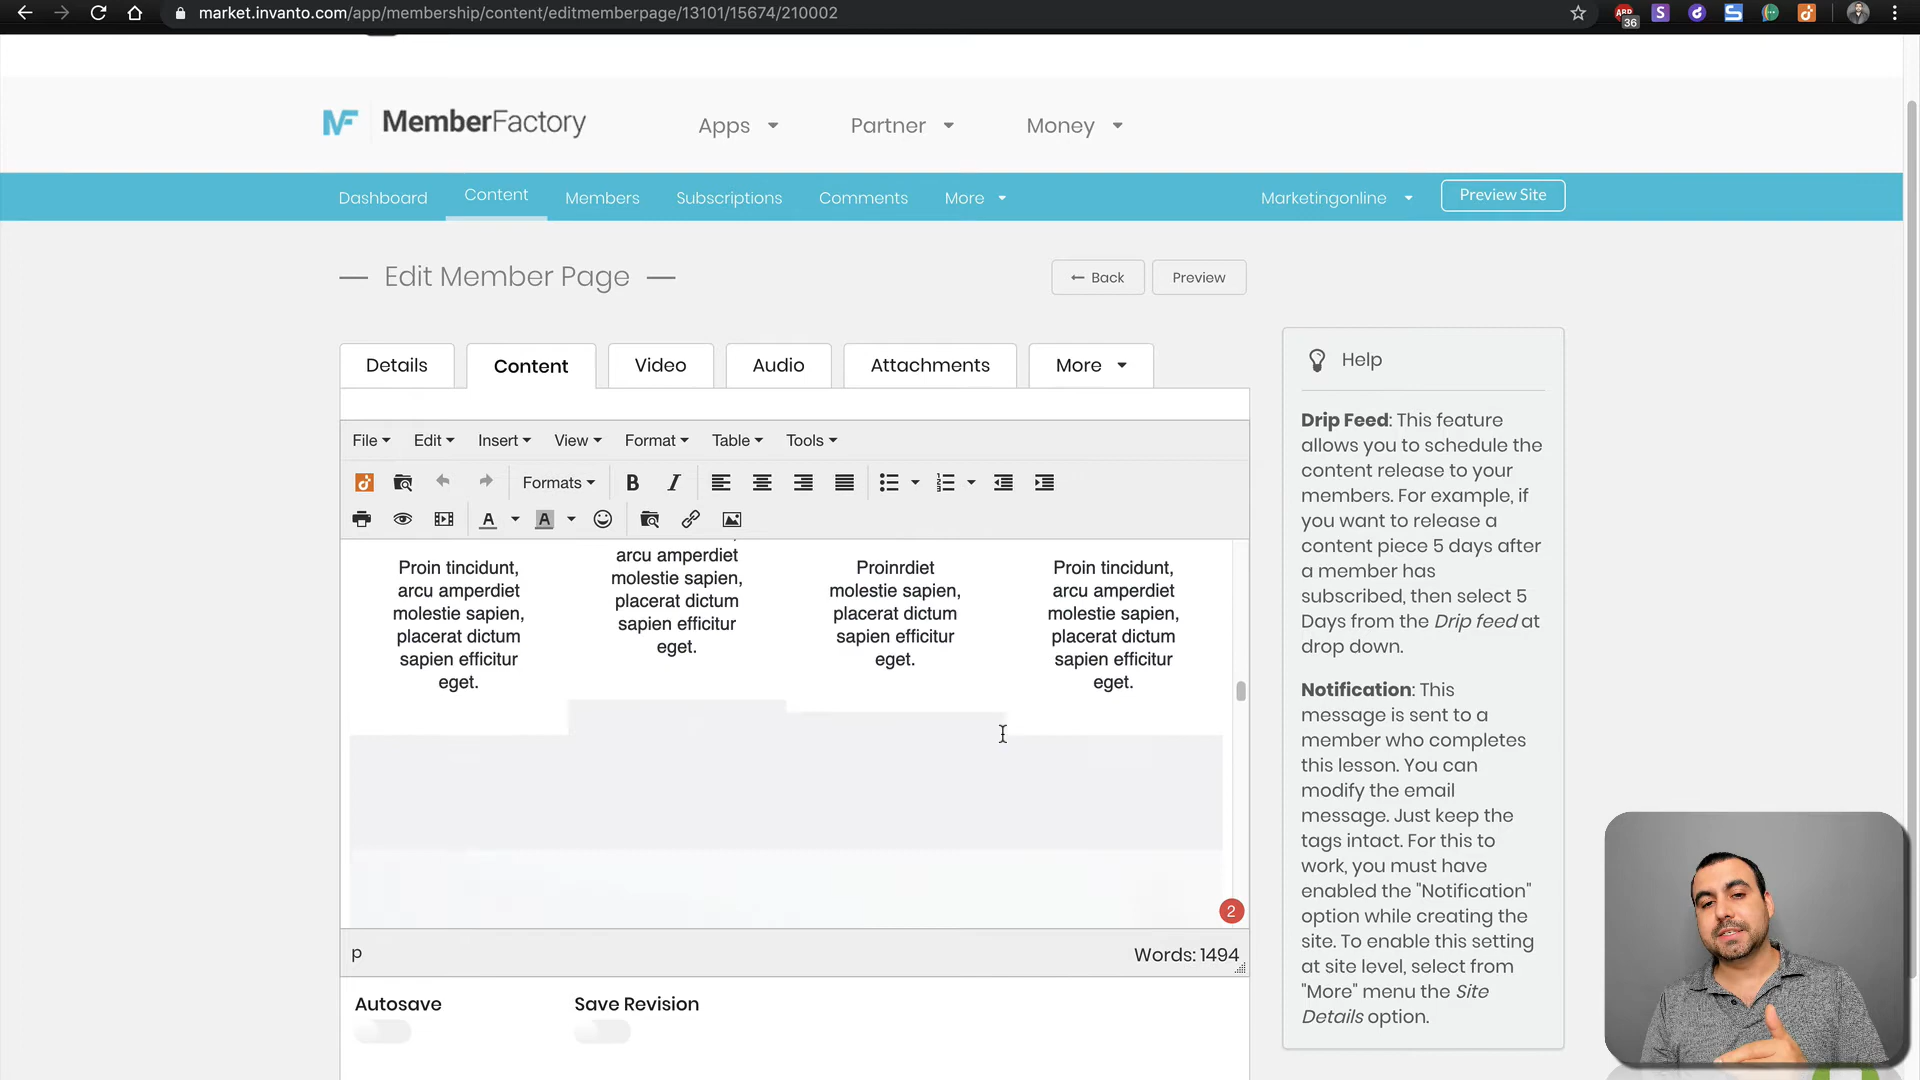 market.invanto.com/app/membership/content/editmemberpage/13101/15674/210002
ABP
36
S
MF MemberFactory
Apps
Partner
Money
Dashboard
Content
Members
Subscriptions
Comments
More
Marketingonline
Preview Site
Edit Member Page
← Back
Preview
Details
Content
Video
Audio
Attachments
More
File
Edit
Insert
View
Format
Table
Tools
Formats
B
I
A
A
Proin tincidunt,
arcu amperdiet
molestie sapien,
placerat dictum
sapien efficitur
eget.
arcu amperdiet
molestie sapien,
placerat dictum
sapien efficitur
eget.
Proinrdiet
molestie sapien,
placerat dictum
sapien efficitur
eget.
Proin tincidunt,
arcu amperdiet
molestie sapien,
placerat dictum
sapien efficitur
eget.
2
p
Words: 1494
Autosave
Save Revision
Help
Drip Feed: This feature
allows you to schedule the
content release to your
members. For example, if
you want to release a
content piece 5 days after
a member has
subscribed, then select 5
Days from the Drip feed at
drop down.
Notification: This
message is sent to a
member who completes
this lesson. You can
modify the email
message. Just keep the
tags intact. For this to
work, you must have
enabled the "Notification"
option while creating the
site. To enable this setting
at site level, select from
"More" menu the Site
Details option.